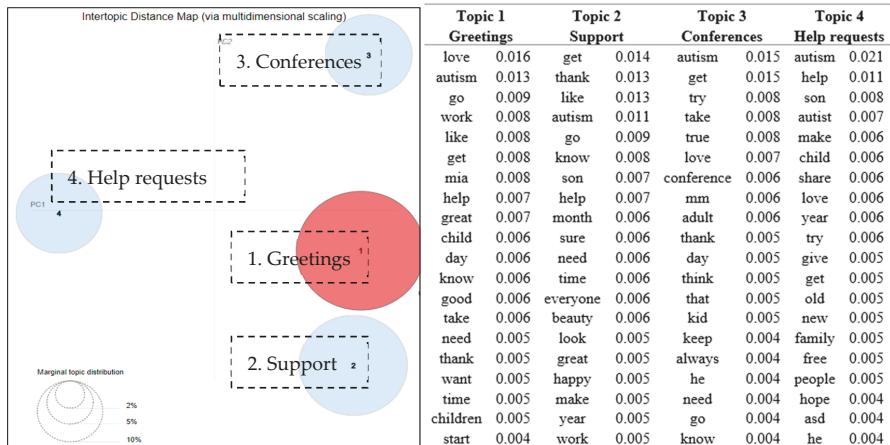 Intertopic Distance Map (via multidimensional scaling)
PC2
3
3. Conferences
4. Help requests
PC1
4
1. Greetings
1
2. Support
2
Marginal topic distribution
2%
5%
10%
Topic 1 Topic 2 Topic 3 Topic 4
Greetings Support Conferences Help requests
love 0.016 get 0.014 autism 0.015 autism 0.021
autism 0.013 thank 0.013 get 0.015 help 0.011
go 0.009 like 0.013 try 0.008 son 0.008
work 0.008 autism 0.011 take 0.008 autist 0.007
like 0.008 go 0.009 true 0.008 make 0.006
get 0.008 know 0.008 love 0.007 child 0.006
mia 0.008 son 0.007 conference 0.006 share 0.006
help 0.007 help 0.007 mm 0.006 love 0.006
great 0.007 month 0.006 adult 0.006 year 0.006
child 0.006 sure 0.006 thank 0.005 try 0.006
day 0.006 need 0.006 day 0.005 give 0.005
know 0.006 time 0.006 think 0.005 get 0.005
good 0.006 everyone 0.006 that 0.005 old 0.005
take 0.006 beauty 0.006 kid 0.005 new 0.005
need 0.005 look 0.005 keep 0.004 family 0.005
thank 0.005 great 0.005 always 0.004 free 0.005
want 0.005 happy 0.005 he 0.004 people 0.005
time 0.005 make 0.005 need 0.004 hope 0.004
children 0.005 year 0.005 go 0.004 asd 0.004
start 0.004 work 0.005 know 0.004 he 0.004